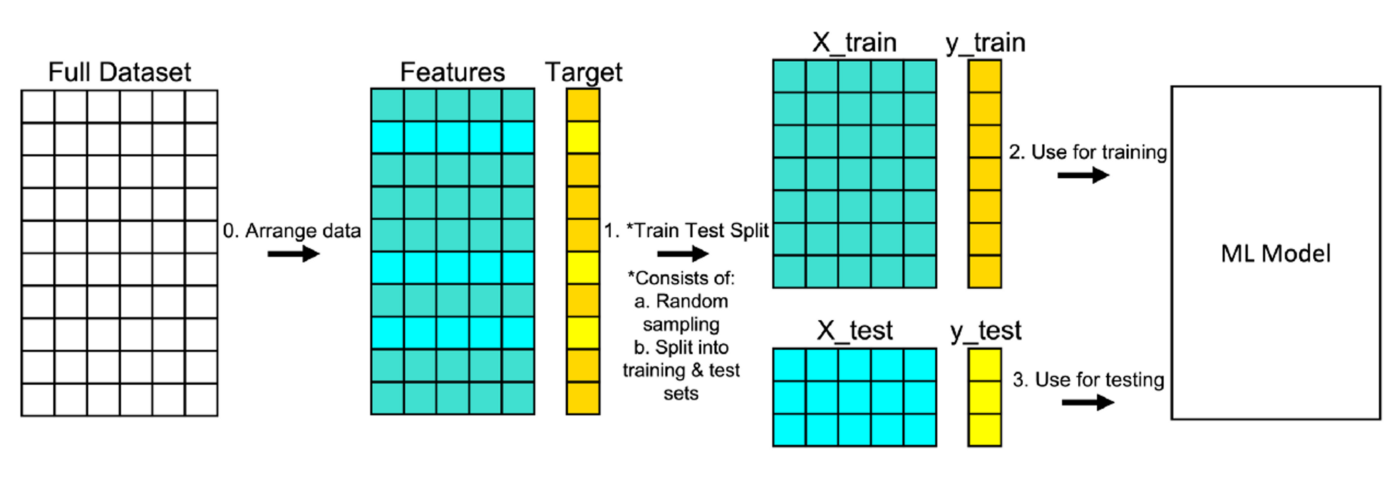 Full Dataset
0. Arrange data
Features
Target
1. *Train Test Split
*Consists of:
a. Random
sampling
b. Split into
training & test
sets
X_train
y_train
2. Use for training
X_test
y_test
3. Use for testing
ML Model